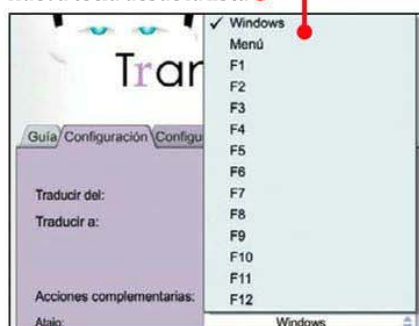 Tran
Guía Configuración Configu
Traducir del:
Traducir a:
Acciones complementarias:
Atajo: Windows
✓ Windows
Menú
F1
F2
F3
F4
F5
F6
F7
F8
F9
F10
F11
F12